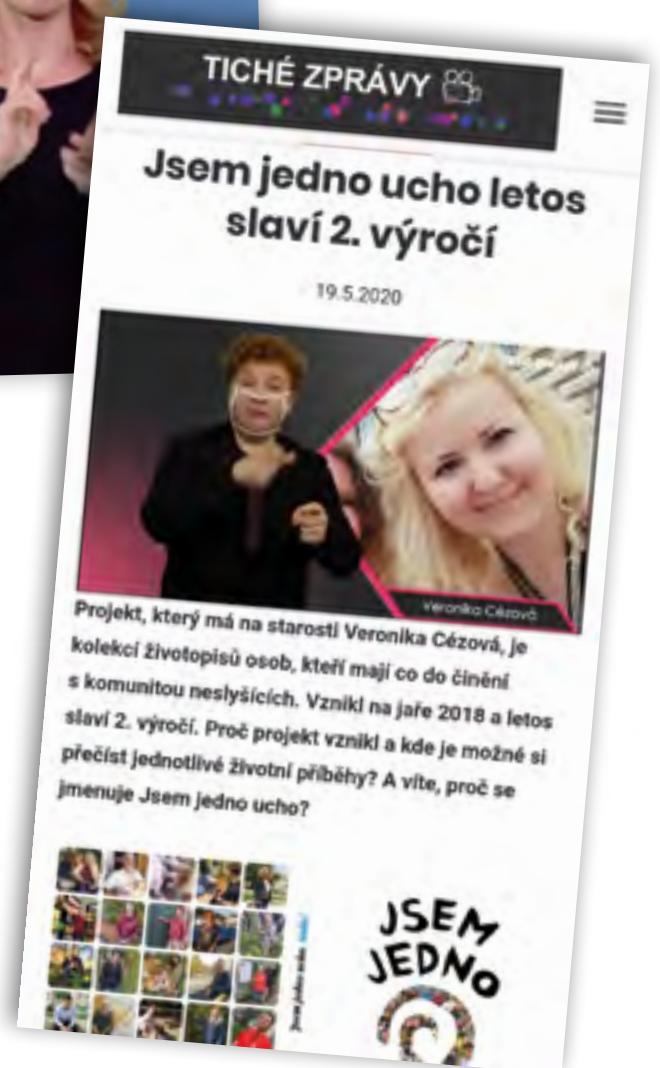 TICHÉ ZPRÁVY
Jsem jedno ucho letos
slaví 2. výročí
19.5.2020
Veronika Cézová
Projekt, který má na starosti Veronika Cézová, je
kolekcí životopisů osob, kteří mají co do činění
s komunitou neslyšících. Vznikl na jaře 2018 a letos
slaví 2. výročí. Proč projekt vznikl a kde je možné si
přečíst jednotlivé životní příběhy? A víte, proč se
jmenuje Jsem jedno ucho?
Jsem jedno ucho
JSEM
JEDNO